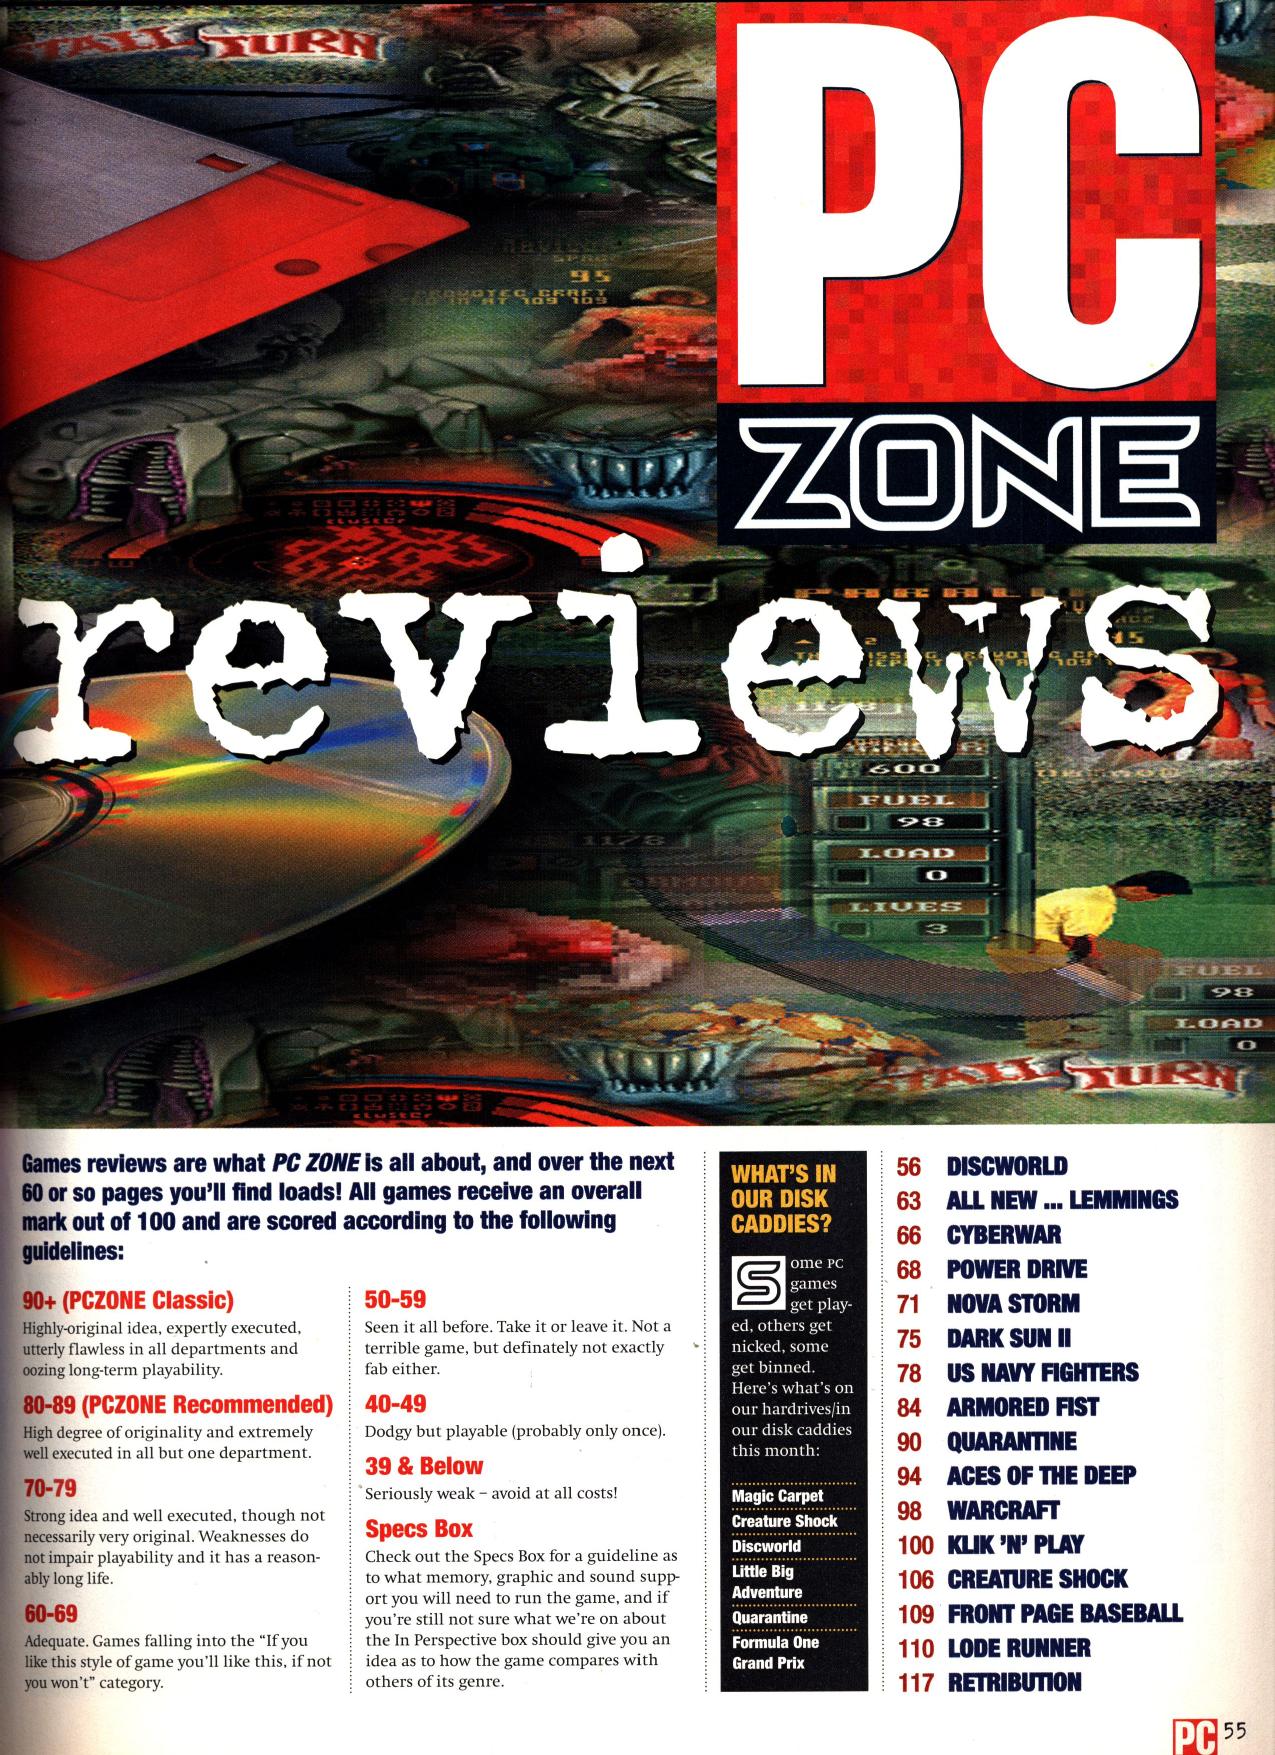 STALL TURN
PC
ZONE
reviews
95
cluster
600
FUEL
98
LOAD
0
LIVES
3
1178
FUEL
98
LOAD
0
STALL TURN
cluster
Games reviews are what PC ZONE is all about, and over the next
60 or so pages you'll find loads! All games receive an overall
mark out of 100 and are scored according to the following
guidelines:
90+ (PCZONE Classic)
Highly-original idea, expertly executed,
utterly flawless in all departments and
oozing long-term playability.
80-89 (PCZONE Recommended)
High degree of originality and extremely
well executed in all but one department.
70-79
Strong idea and well executed, though not
necessarily very original. Weaknesses do
not impair playability and it has a reason-
ably long life.
60-69
Adequate. Games falling into the “If you
like this style of game you'll like this, if not
you won't” category.
50-59
Seen it all before. Take it or leave it. Not a
terrible game, but definately not exactly
fab either.
40-49
Dodgy but playable (probably only once).
39 & Below
Seriously weak – avoid at all costs!
Specs Box
Check out the Specs Box for a guideline as
to what memory, graphic and sound supp-
ort you will need to run the game, and if
you're still not sure what we're on about
the In Perspective box should give you an
idea as to how the game compares with
others of its genre.
WHAT'S IN
OUR DISK
CADDIES?
Some PC
games
get play-
ed, others get
nicked, some
get binned.
Here's what's on
our hardrives/in
our disk caddies
this month:
Magic Carpet
Creature Shock
Discworld
Little Big
Adventure
Quarantine
Formula One
Grand Prix
56 DISCWORLD
63 ALL NEW ... LEMMINGS
66 CYBERWAR
68 POWER DRIVE
71 NOVA STORM
75 DARK SUN II
78 US NAVY FIGHTERS
84 ARMORED FIST
90 QUARANTINE
94 ACES OF THE DEEP
98 WARCRAFT
100 KLIK 'N' PLAY
106 CREATURE SHOCK
109 FRONT PAGE BASEBALL
110 LODE RUNNER
117 RETRIBUTION
PC 55